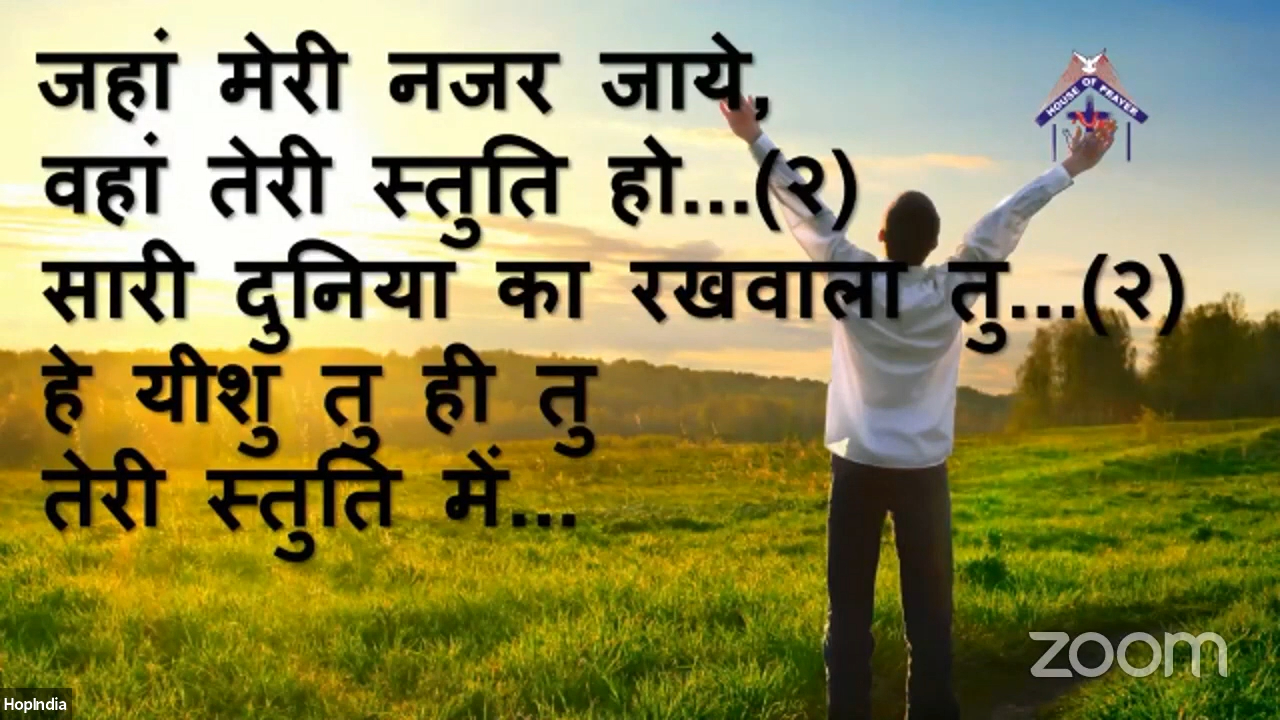 जहां मेरी नजर जाये,
वहां तेरी स्तुति हो...(२)
सारी दुनिया का रखवाला तु...(२)
हे यीशु तु ही तु
तेरी स्तुति में...
HOUSE OF PRAYER
zoom
HopIndia